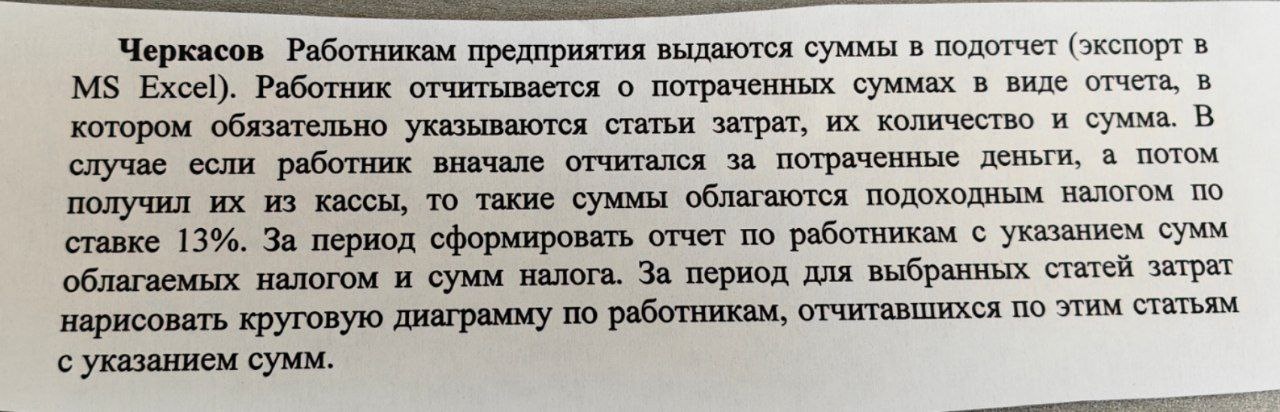 Черкасов Работникам предприятия выдаются суммы в подотчет (экспорт в
MS Excel). Работник отчитывается о потраченных суммах в виде отчета, в
котором обязательно указываются статьи затрат, их количество и сумма. В
случае если работник вначале отчитался за потраченные деньги, а потом
получил их из кассы, то такие суммы облагаются подоходным налогом по
ставке 13%. За период сформировать отчет по работникам с указанием сумм
облагаемых налогом и сумм налога. За период для выбранных статей затрат
нарисовать круговую диаграмму по работникам, отчитавшихся по этим статьям
с указанием сумм.